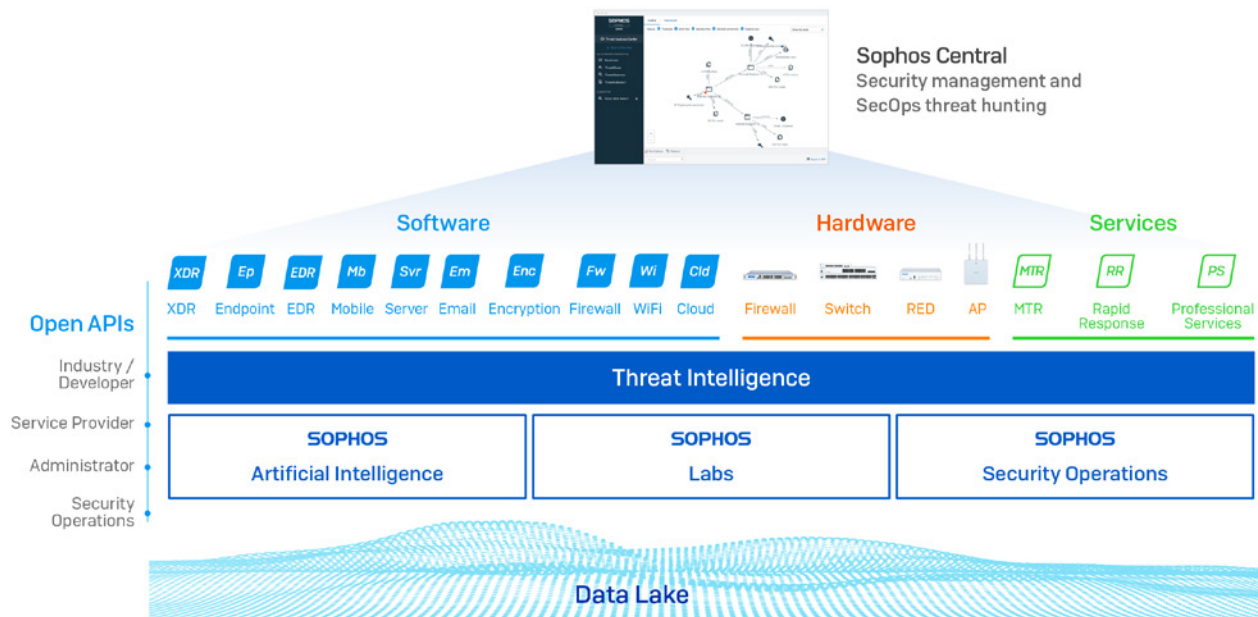 SOPHOS
Sophos Central
Security management and
SecOps threat hunting
Software
Hardware
Services
XDR
Ep
EDR
Mb
Svr
Em
Enc
Fw
Wi
Cld
MTR
RR
PS
XDR
Endpoint
EDR
Mobile
Server
Email
Encryption
Firewall
WiFi
Cloud
Firewall
Switch
RED
AP
MTR
Rapid
Response
Professional
Services
Open APIs
Industry /
Developer
Service Provider
Administrator
Security
Operations
Threat Intelligence
SOPHOS
Artificial Intelligence
SOPHOS
Labs
SOPHOS
Security Operations
Data Lake